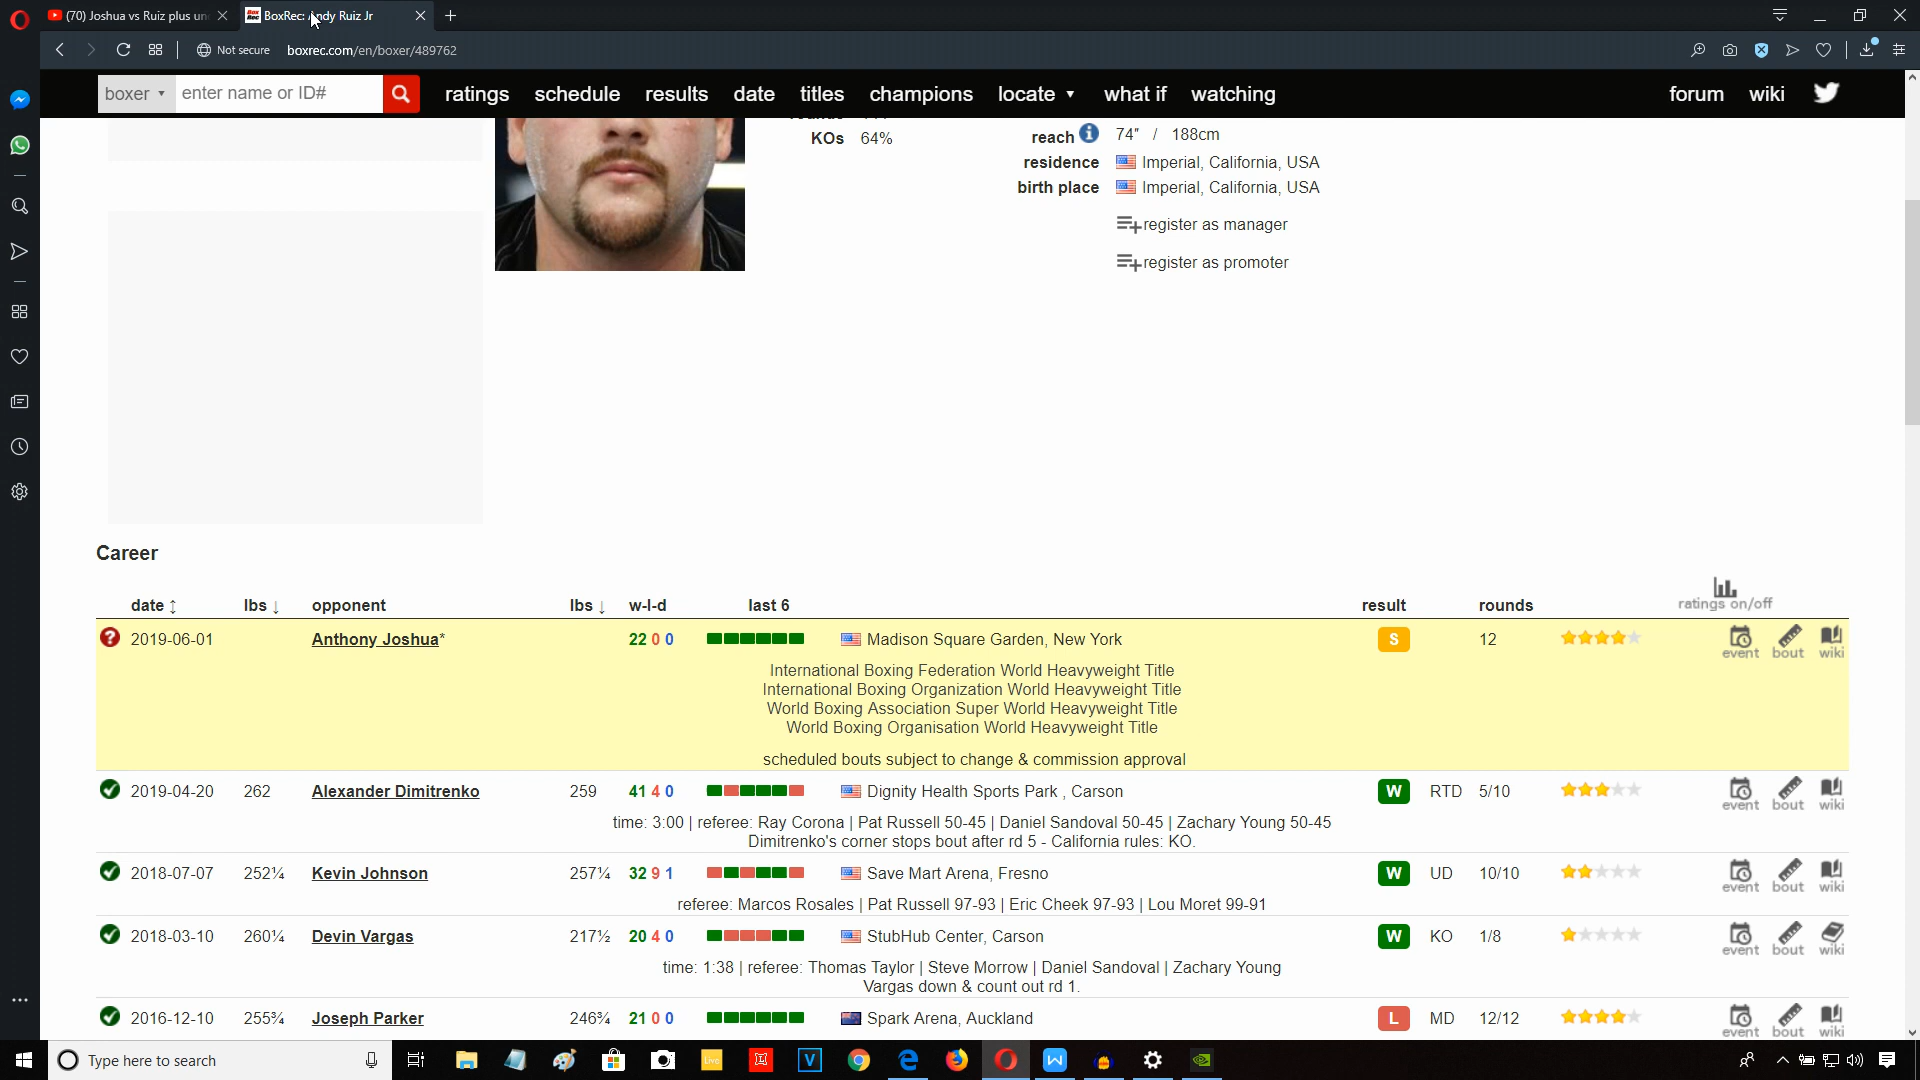 (70) Joshua vs Ruiz plus un
BoxRec: Andy Ruiz Jr
Not secure
boxrec.com/en/boxer/489762
boxer
enter name or ID#
ratings schedule results date titles champions locate what if watching
forum wiki
KOs 64%
reach 74″ / 188cm
residence Imperial, California, USA
birth place Imperial, California, USA
register as manager
register as promoter
Career
ratings on/off
date lbs opponent lbs w-l-d last 6 result rounds
2019-06-01 Anthony Joshua* 22 0 0 Madison Square Garden, New York S 12
event bout wiki
International Boxing Federation World Heavyweight Title
International Boxing Organization World Heavyweight Title
World Boxing Association Super World Heavyweight Title
World Boxing Organisation World Heavyweight Title
scheduled bouts subject to change & commission approval
2019-04-20 262 Alexander Dimitrenko 259 41 4 0 Dignity Health Sports Park , Carson W RTD 5/10
event bout wiki
time: 3:00 | referee: Ray Corona | Pat Russell 50-45 | Daniel Sandoval 50-45 | Zachary Young 50-45
Dimitrenko's corner stops bout after rd 5 - California rules: KO.
2018-07-07 252¼ Kevin Johnson 257¼ 32 9 1 Save Mart Arena, Fresno W UD 10/10
event bout wiki
referee: Marcos Rosales | Pat Russell 97-93 | Eric Cheek 97-93 | Lou Moret 99-91
2018-03-10 260¼ Devin Vargas 217½ 20 4 0 StubHub Center, Carson W KO 1/8
event bout wiki
time: 1:38 | referee: Thomas Taylor | Steve Morrow | Daniel Sandoval | Zachary Young
Vargas down & count out rd 1.
2016-12-10 255¾ Joseph Parker 246¾ 21 0 0 Spark Arena, Auckland L MD 12/12
event bout wiki
Type here to search